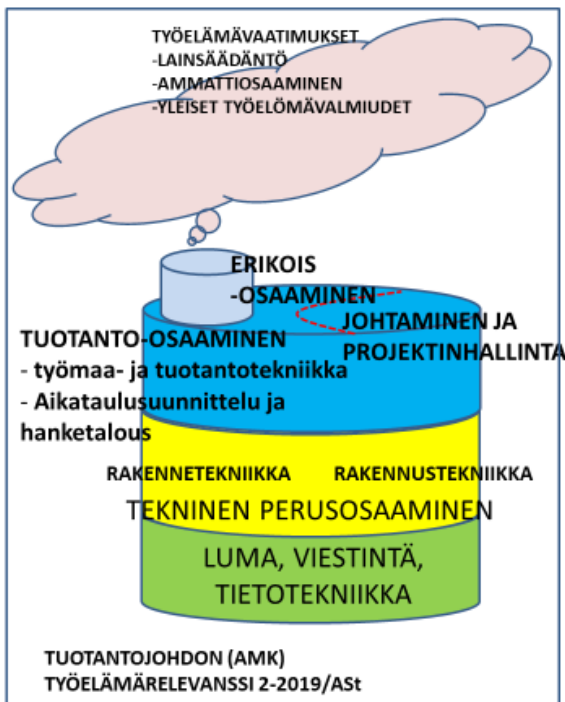 TYÖELÄMÄVAATIMUKSET
-LAINSÄÄDÄNTÖ
-AMMATTIOSAAMINEN
-YLEISET TYÖELÖMÄVALMIUDET
ERIKOIS
-OSAAMINEN
JOHTAMINEN JA
PROJEKTINHALLINTA
TUOTANTO-OSAAMINEN
- työmaa- ja tuotantotekniikka
- Aikataulusuunnittelu ja
hanketalous
RAKENNETEKNIIKKA RAKENNUSTEKNIIKKA
TEKNINEN PERUSOSAAMINEN
LUMA, VIESTINTÄ,
TIETOTEKNIIKKA
TUOTANTOJOHDON (AMK)
TYÖELÄMÄRELEVANSSI 2-2019/ASt